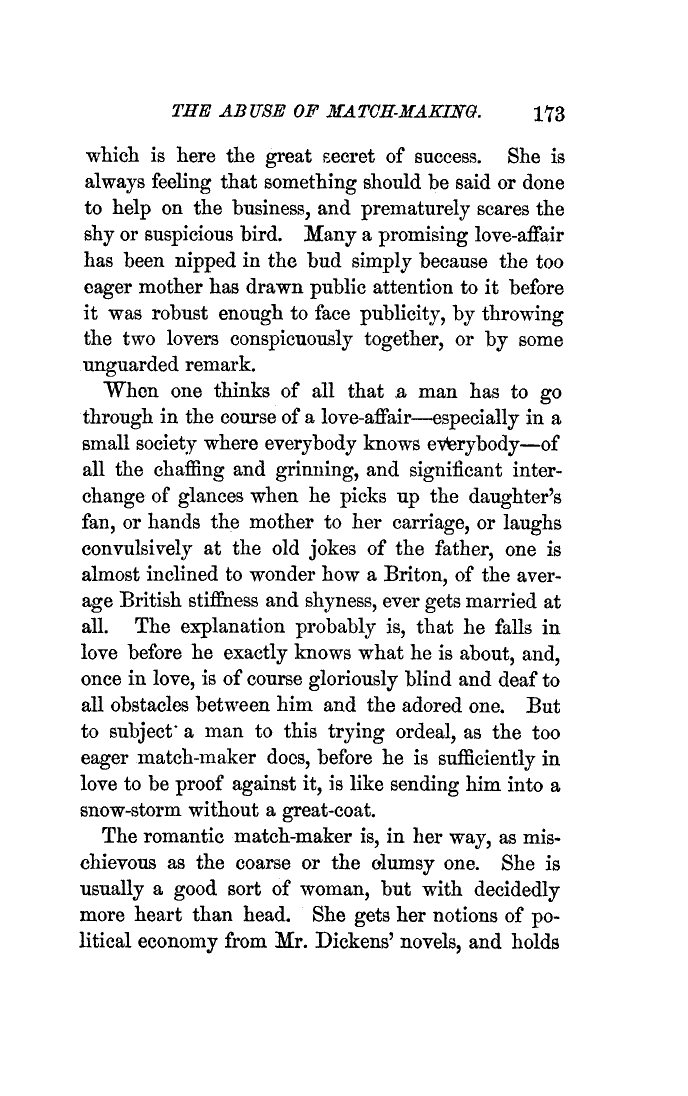 THE ABUSE OF MATCH-MAKING. 173
which is here the great secret of success. She is
always feeling that something should be said or done
to help on the business, and prematurely scares the
shy or suspicious bird. Many a promising love-affair
has been nipped in the bud simply because the too
eager mother has drawn public attention to it before
it was robust enough to face publicity, by throwing
the two lovers conspicuously together, or by some
unguarded remark.
When one thinks of all that a man has to go
through in the course of a love-affair—especially in a
small society where everybody knows everybody—of
all the chaffing and grinning, and significant inter-
change of glances when he picks up the daughter's
fan, or hands the mother to her carriage, or laughs
convulsively at the old jokes of the father, one is
almost inclined to wonder how a Briton, of the aver-
age British stiffness and shyness, ever gets married at
all. The explanation probably is, that he falls in
love before he exactly knows what he is about, and,
once in love, is of course gloriously blind and deaf to
all obstacles between him and the adored one. But
to subject a man to this trying ordeal, as the too
eager match-maker does, before he is sufficiently in
love to be proof against it, is like sending him into a
snow-storm without a great-coat.
The romantic match-maker is, in her way, as mis-
chievous as the coarse or the clumsy one. She is
usually a good sort of woman, but with decidedly
more heart than head. She gets her notions of po-
litical economy from Mr. Dickens' novels, and holds